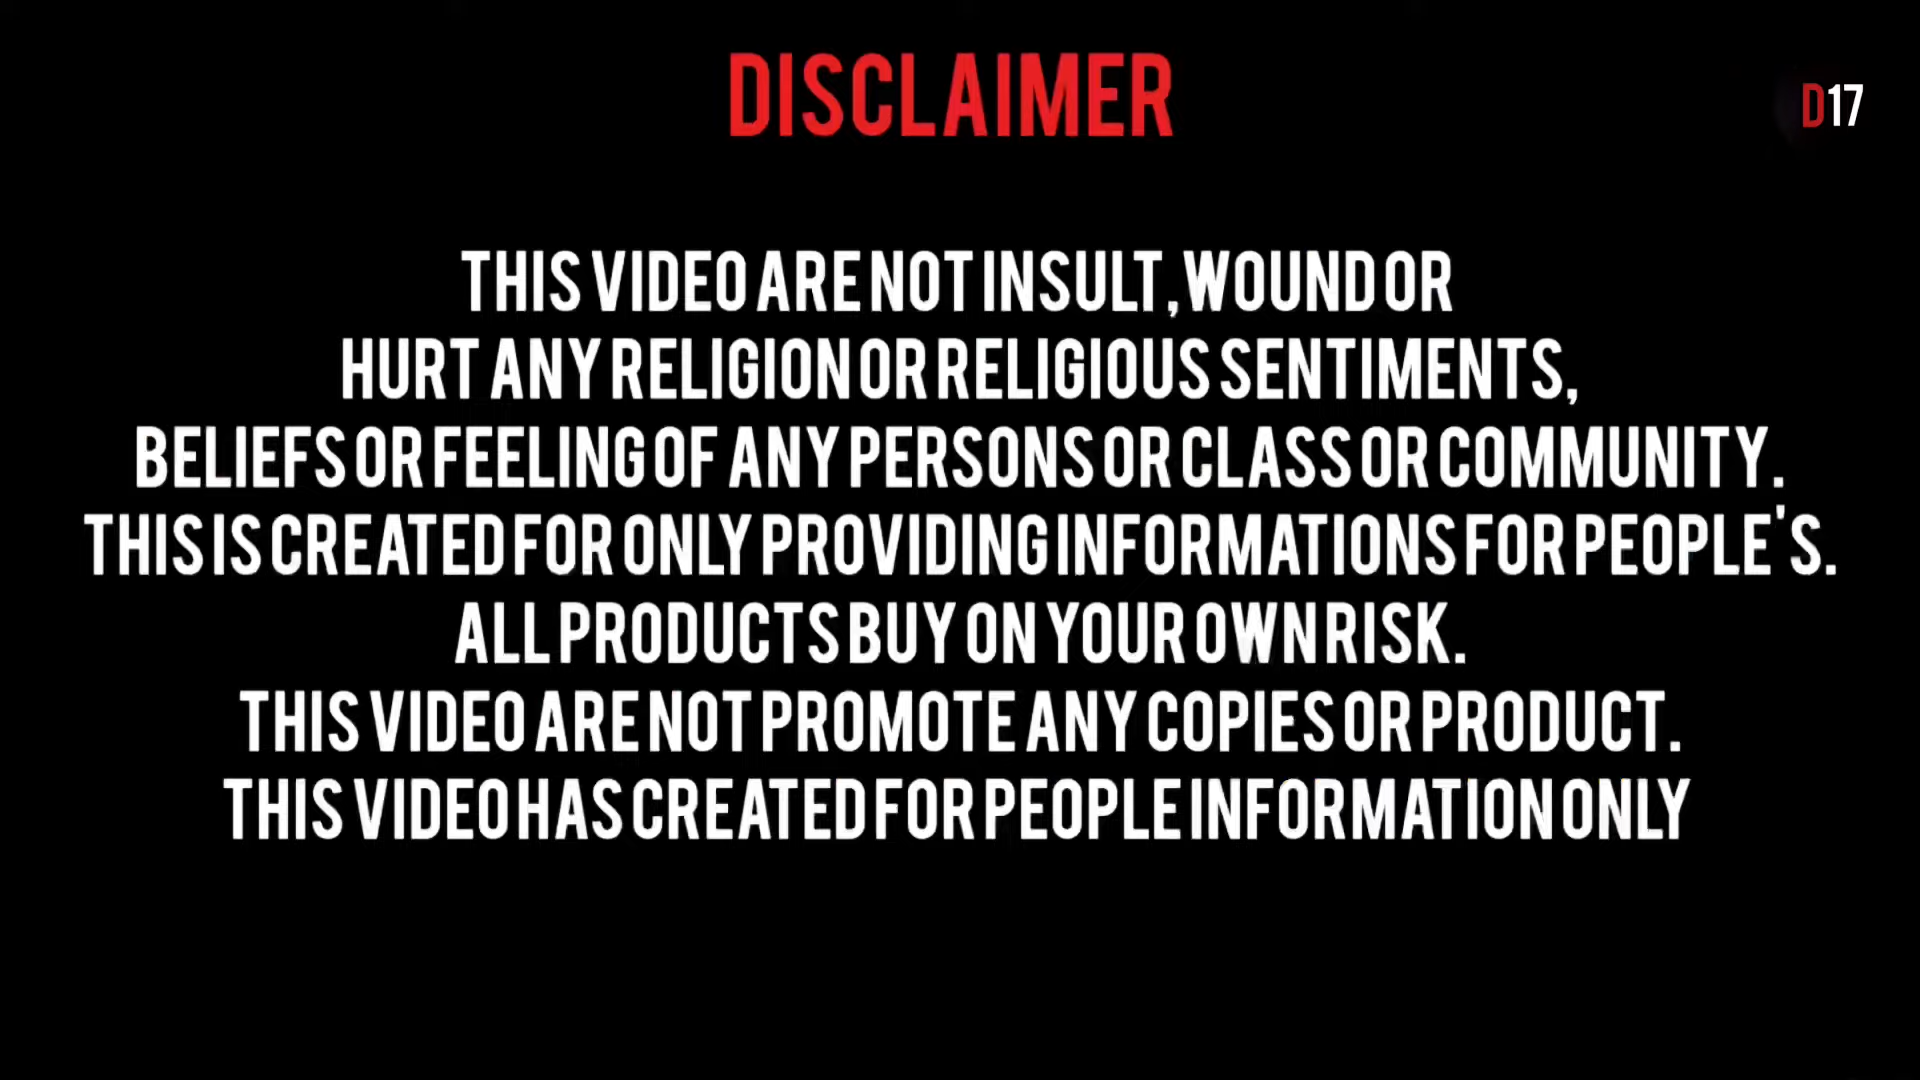 DISCLAIMER
D17
THIS VIDEO ARE NOT INSULT, WOUND OR
HURT ANY RELIGION OR RELIGIOUS SENTIMENTS,
BELIEFS OR FEELING OF ANY PERSONS OR CLASS OR COMMUNITY.
THIS IS CREATED FOR ONLY PROVIDING INFORMATIONS FOR PEOPLE'S.
ALL PRODUCTS BUY ON YOUR OWN RISK.
THIS VIDEO ARE NOT PROMOTE ANY COPIES OR PRODUCT.
THIS VIDEO HAS CREATED FOR PEOPLE INFORMATION ONLY